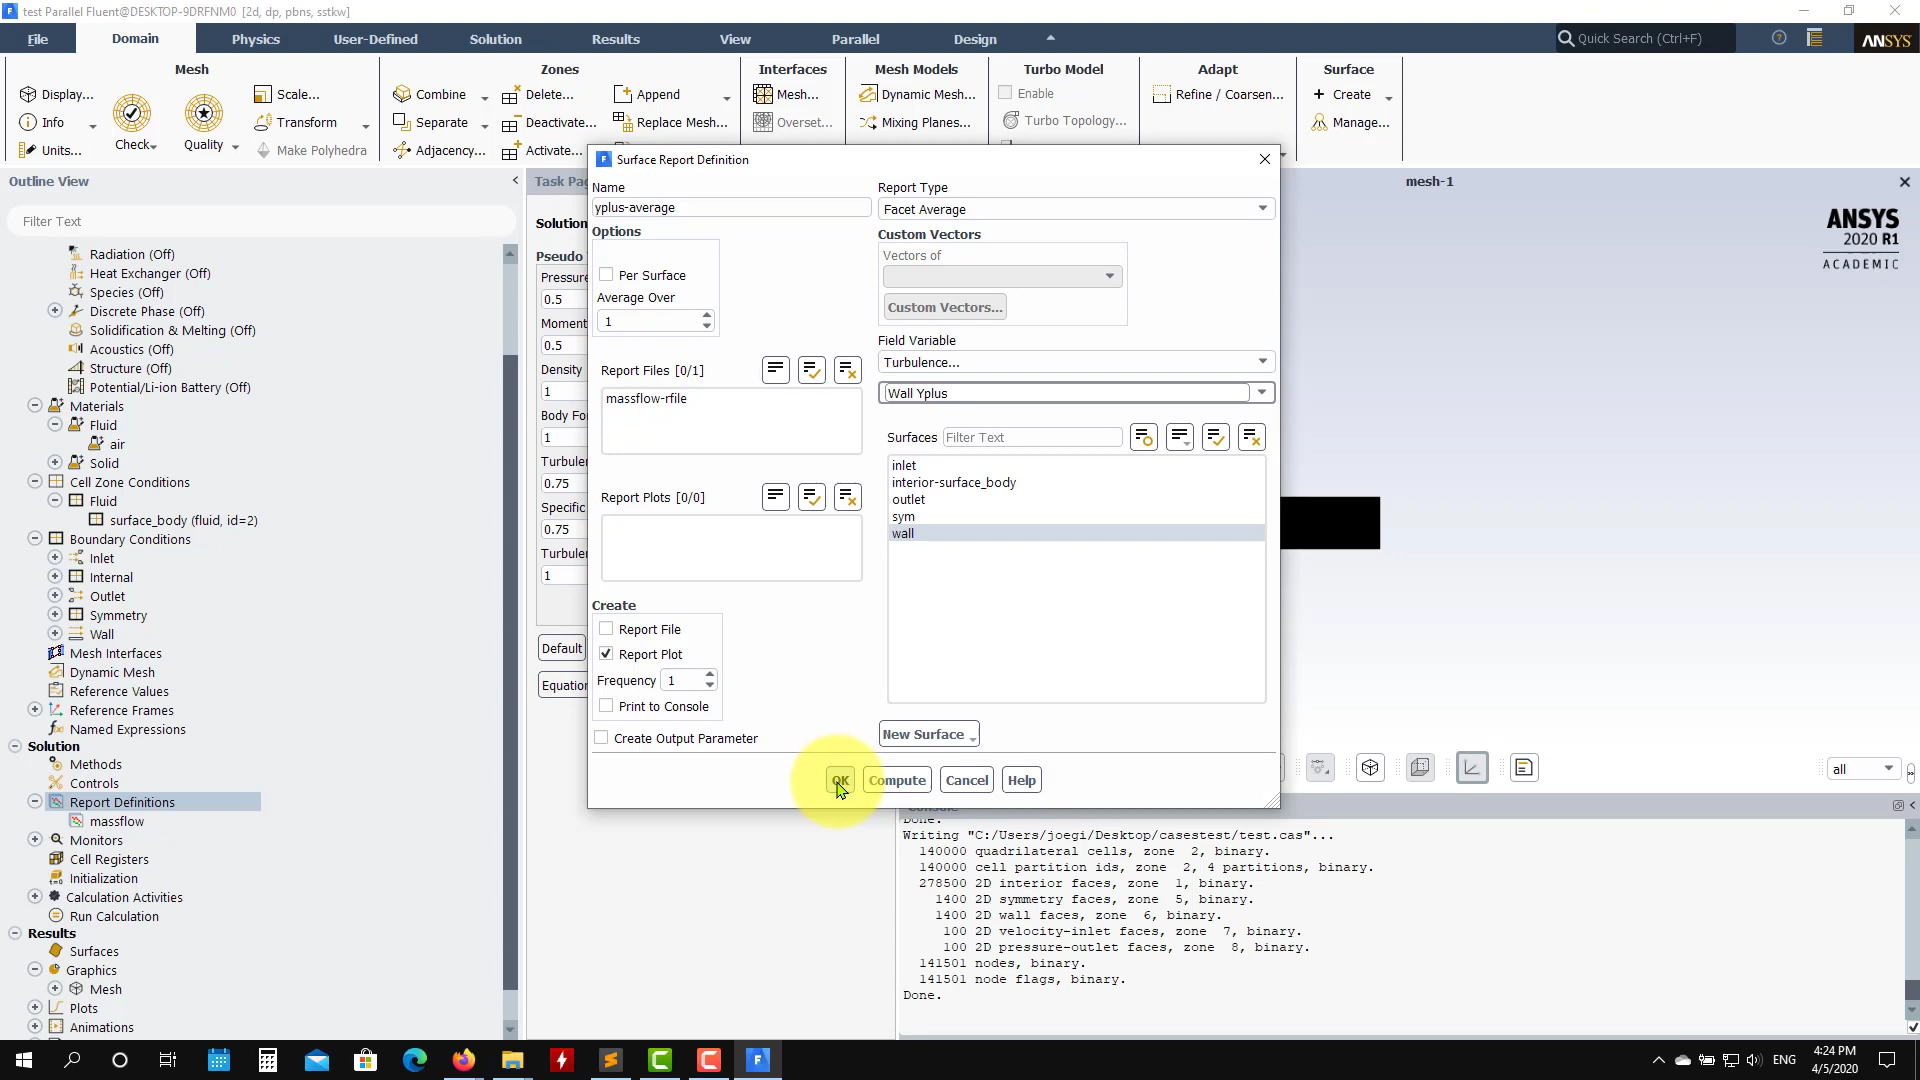 test Parallel Fluent@DESKTOP-9DRFNM0 [2d, dp, pbns, sstkw]
File
Domain
Physics
User-Defined
Solution
Results
View
Parallel
Design
Quick Search (Ctrl+F)
ANSYS
Mesh
Zones
Interfaces
Mesh Models
Turbo Model
Adapt
Surface
Display...
Scale...
Combine
Delete...
Append
Mesh...
Dynamic Mesh...
Enable
Refine / Coarsen...
Create
Info
Check
Quality
Transform
Separate
Deactivate...
Replace Mesh...
Overset...
Mixing Planes...
Turbo Topology...
Manage...
Units...
Make Polyhedra
Adjacency...
Activate...
Outline View
Filter Text
Radiation (Off)
Heat Exchanger (Off)
Species (Off)
Discrete Phase (Off)
Solidification & Melting (Off)
Acoustics (Off)
Structure (Off)
Potential/Li-ion Battery (Off)
Materials
Fluid
air
Solid
Cell Zone Conditions
Fluid
surface_body (fluid, id=2)
Boundary Conditions
Inlet
Internal
Outlet
Symmetry
Wall
Mesh Interfaces
Dynamic Mesh
Reference Values
Reference Frames
Named Expressions
Solution
Methods
Controls
Report Definitions
massflow
Monitors
Cell Registers
Initialization
Calculation Activities
Run Calculation
Results
Surfaces
Graphics
Mesh
Plots
Animations
Task Pag
Solution
Pseudo
Pressure
0.5
Moment
0.5
Density
1
Body Fo
1
Turbulen
0.75
Specific
0.75
Turbulen
1
Default
Equation
Surface Report Definition
Name
yplus-average
Options
Per Surface
Average Over
1
Report Files [0/1]
massflow-rfile
Report Plots [0/0]
Create
Report File
Report Plot
Frequency 1
Print to Console
Create Output Parameter
Report Type
Facet Average
Custom Vectors
Vectors of
Custom Vectors...
Field Variable
Turbulence...
Wall Yplus
Surfaces
Filter Text
inlet
interior-surface_body
outlet
sym
wall
New Surface
OK
Compute
Cancel
Help
mesh-1
ANSYS
2020 R1
ACADEMIC
all
Console
Done.
Writing "C:/Users/joegi/Desktop/casestest/test.cas"...
140000 quadrilateral cells, zone 2, binary.
140000 cell partition ids, zone 2, 4 partitions, binary.
278500 2D interior faces, zone 1, binary.
1400 2D symmetry faces, zone 5, binary.
1400 2D wall faces, zone 6, binary.
100 2D velocity-inlet faces, zone 7, binary.
100 2D pressure-outlet faces, zone 8, binary.
141501 nodes, binary.
141501 node flags, binary.
Done.
ENG
4:24 PM
4/5/2020